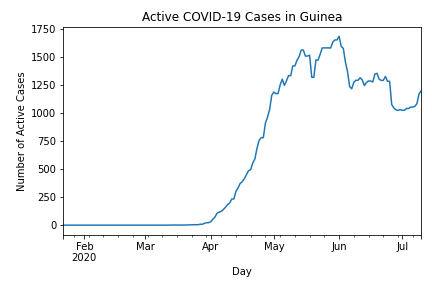 Active COVID-19 Cases in Guinea
Number of Active Cases
1750
1500
1250
1000
750
500
250
0
Feb Mar Apr May Jun Jul
2020
Day